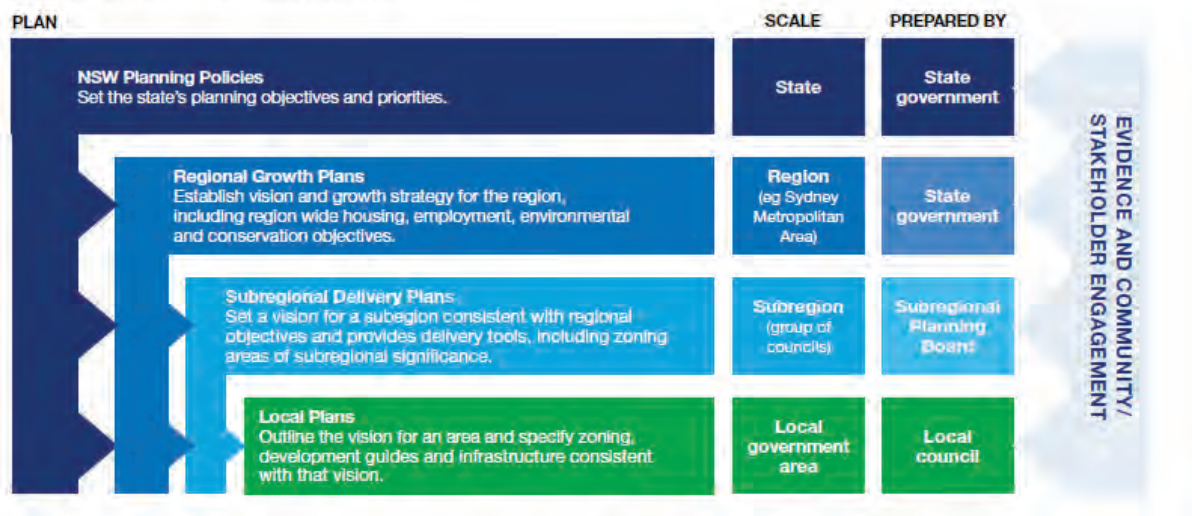 PLAN
SCALE
PREPARED BY
NSW Planning Policies
Set the state's planning objectives and priorities.
State
State
government
Regional Growth Plans
Establish vision and growth strategy for the region,
including region wide housing, employment, environmental
and conservation objectives.
Region
(eg Sydney
Metropolitan
Area)
State
government
Subregional Delivery Plans
Set a vision for a subegion consistent with regional
objectives and provides delivery tools, including zoning
areas of subregional significance.
Subregion
(group of
councils)
Subregional
Planning
Board
Local Plans
Outline the vision for an area and specify zoning,
development guides and infrastructure consistent
with that vision.
Local
government
area
Local
council
EVIDENCE AND COMMUNITY/
STAKEHOLDER ENGAGEMENT